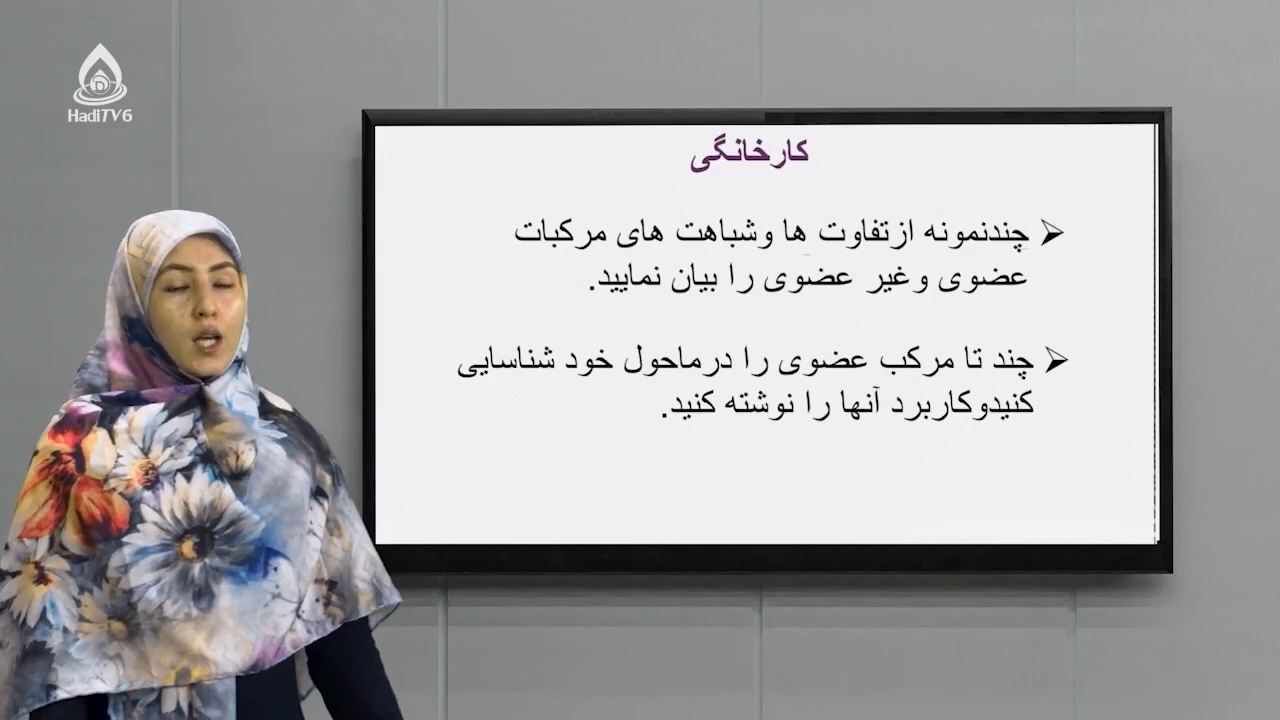 HadiTV6
کارخانگی
چندنمونه ازتفاوت ها وشباهت های مرکبات
عضوی وغیر عضوی را بیان نمایید.
چند تا مرکب عضوی را درماحول خود شناسایی
کنیدوکاربرد آنها را نوشته کنید.